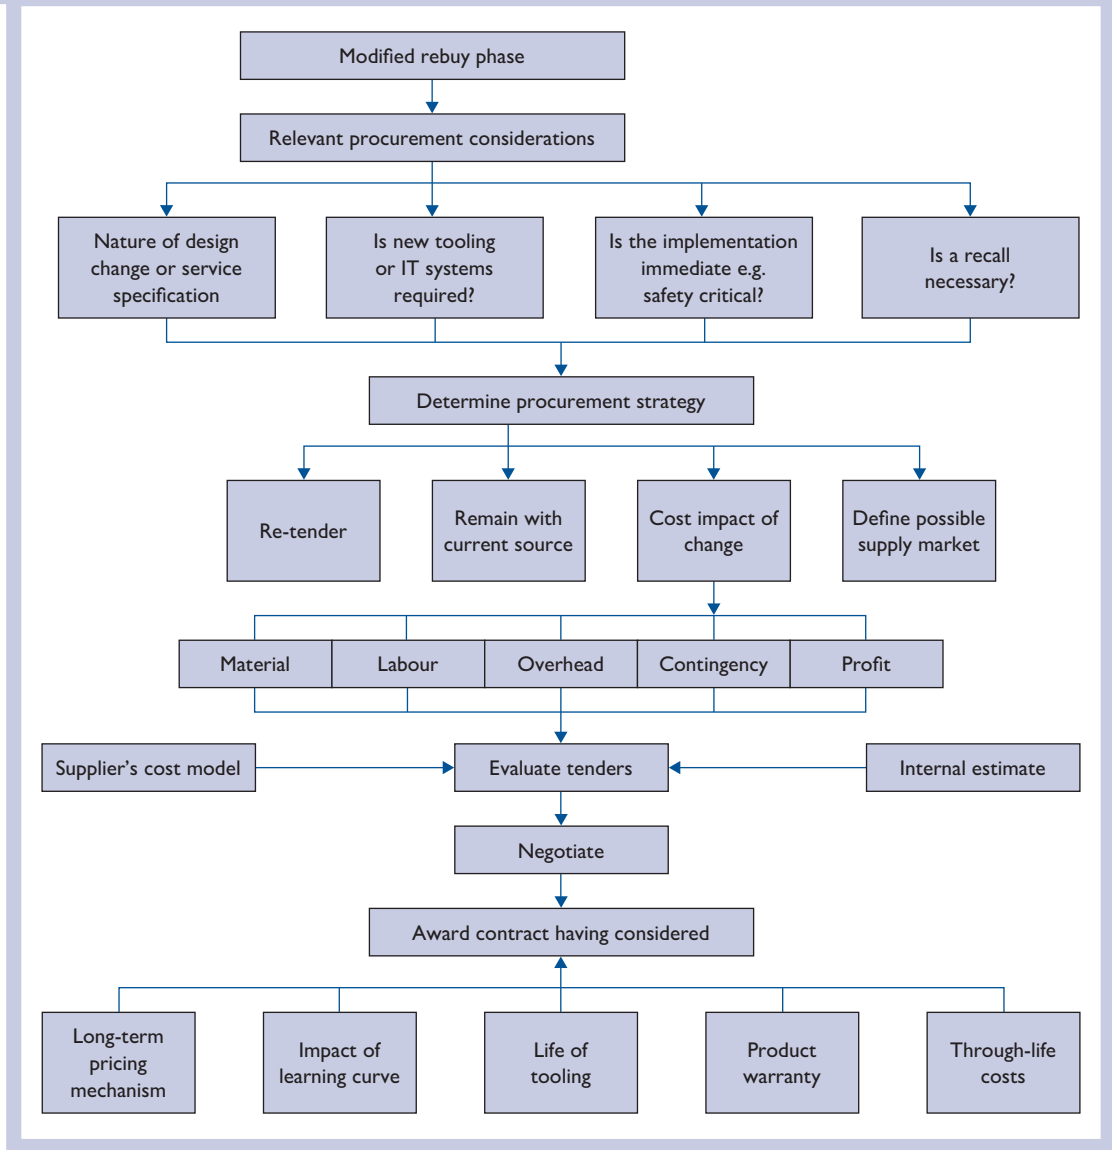 Modified rebuy phase
Relevant procurement considerations
Nature of design
change or service
specification
Is new tooling
or IT systems
required?
Is the implementation
immediate e.g.
safety critical?
Is a recall
necessary?
Determine procurement strategy
Re-tender
Remain with
current source
Cost impact of
change
Define possible
supply market
Material
Labour
Overhead
Contingency
Profit
Supplier’s cost model
Evaluate tenders
Internal estimate
Negotiate
Award contract having considered
Long-term
pricing
mechanism
Impact of
learning curve
Life of
tooling
Product
warranty
Through-life
costs